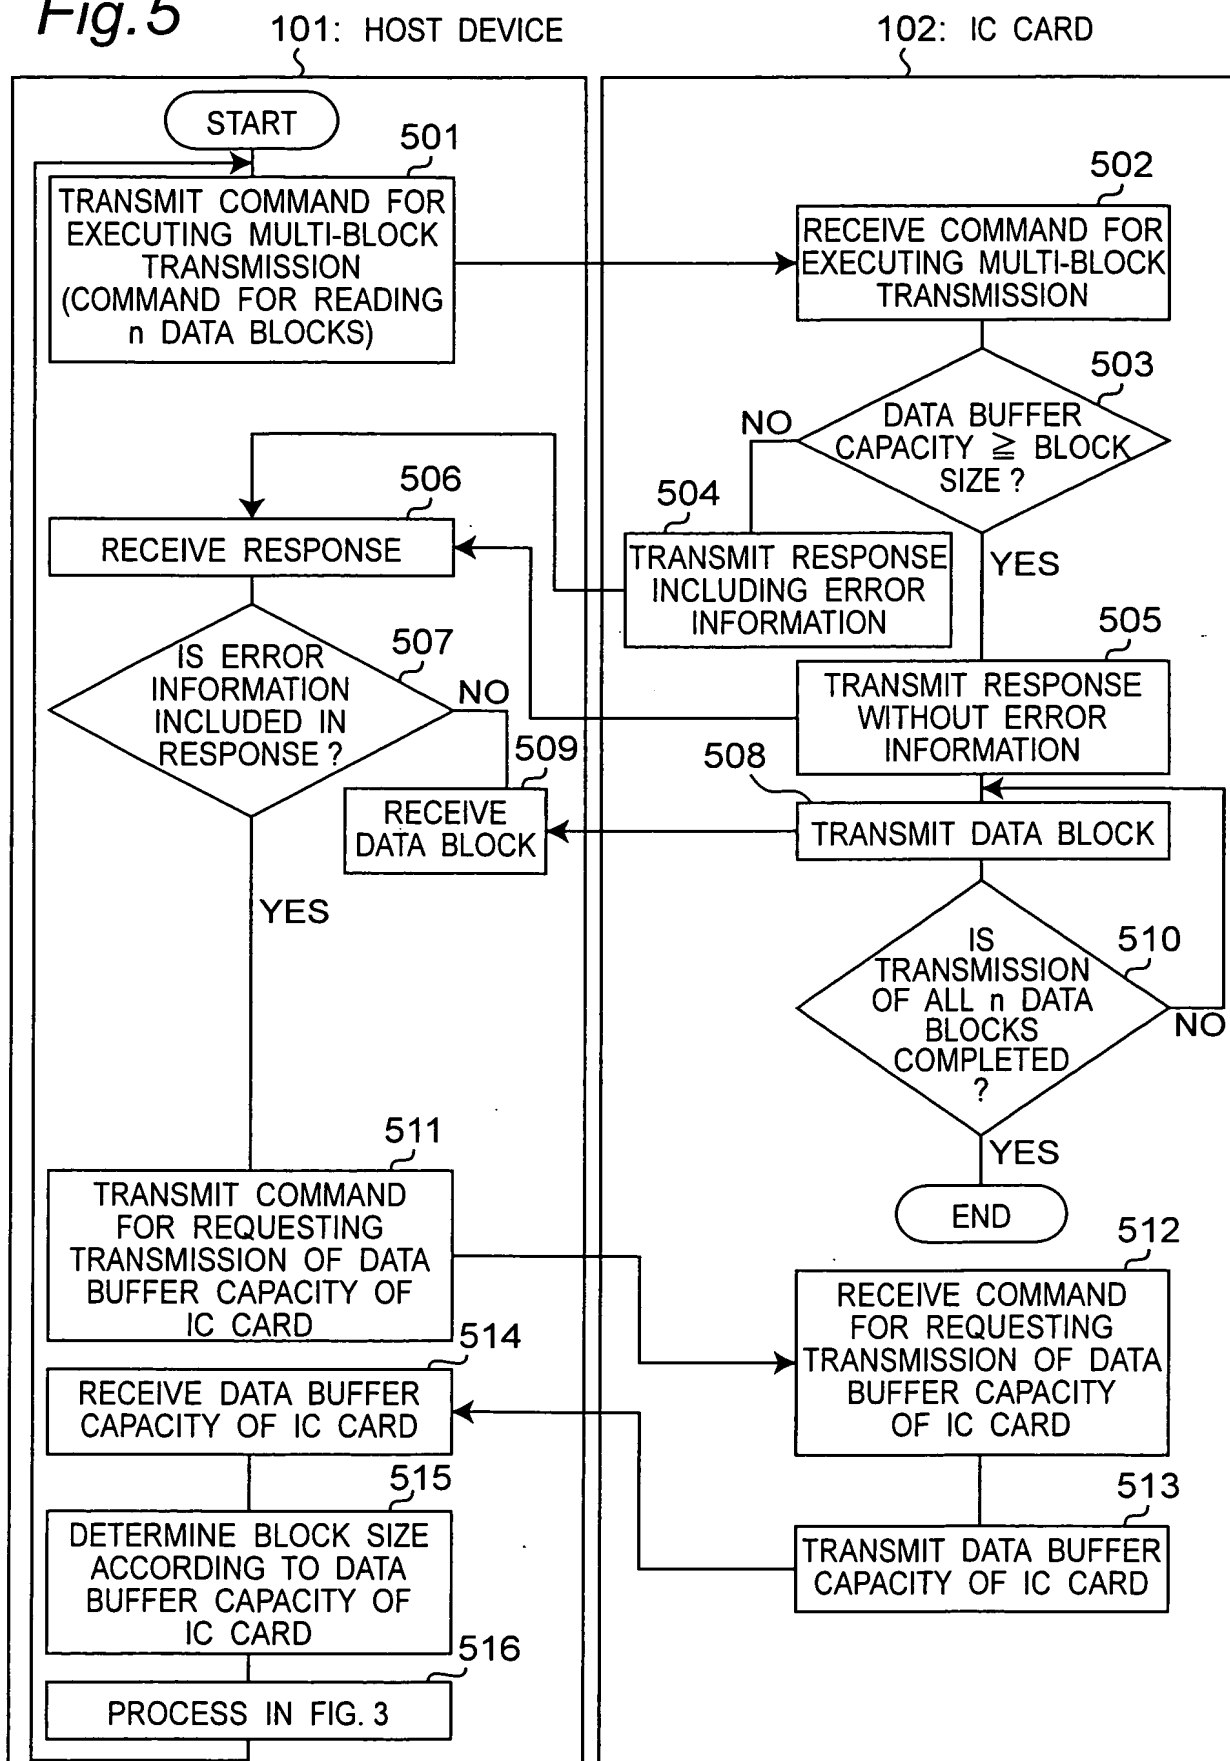 Fig.5
101: HOST DEVICE
102: IC CARD
START
501
TRANSMIT COMMAND FOR
EXECUTING MULTI-BLOCK
TRANSMISSION
(COMMAND FOR READING
n DATA BLOCKS)
502
RECEIVE COMMAND FOR
EXECUTING MULTI-BLOCK
TRANSMISSION
503
DATA BUFFER
CAPACITY ≧ BLOCK
SIZE ?
NO
YES
504
TRANSMIT RESPONSE
INCLUDING ERROR
INFORMATION
505
TRANSMIT RESPONSE
WITHOUT ERROR
INFORMATION
506
RECEIVE RESPONSE
507
IS ERROR
INFORMATION
INCLUDED IN
RESPONSE ?
NO
YES
508
TRANSMIT DATA BLOCK
509
RECEIVE
DATA BLOCK
510
IS
TRANSMISSION
OF ALL n DATA
BLOCKS
COMPLETED
?
NO
YES
END
511
TRANSMIT COMMAND
FOR REQUESTING
TRANSMISSION OF DATA
BUFFER CAPACITY OF
IC CARD
512
RECEIVE COMMAND
FOR REQUESTING
TRANSMISSION OF DATA
BUFFER CAPACITY
OF IC CARD
513
TRANSMIT DATA BUFFER
CAPACITY OF IC CARD
514
RECEIVE DATA BUFFER
CAPACITY OF IC CARD
515
DETERMINE BLOCK SIZE
ACCORDING TO DATA
BUFFER CAPACITY OF
IC CARD
516
PROCESS IN FIG. 3